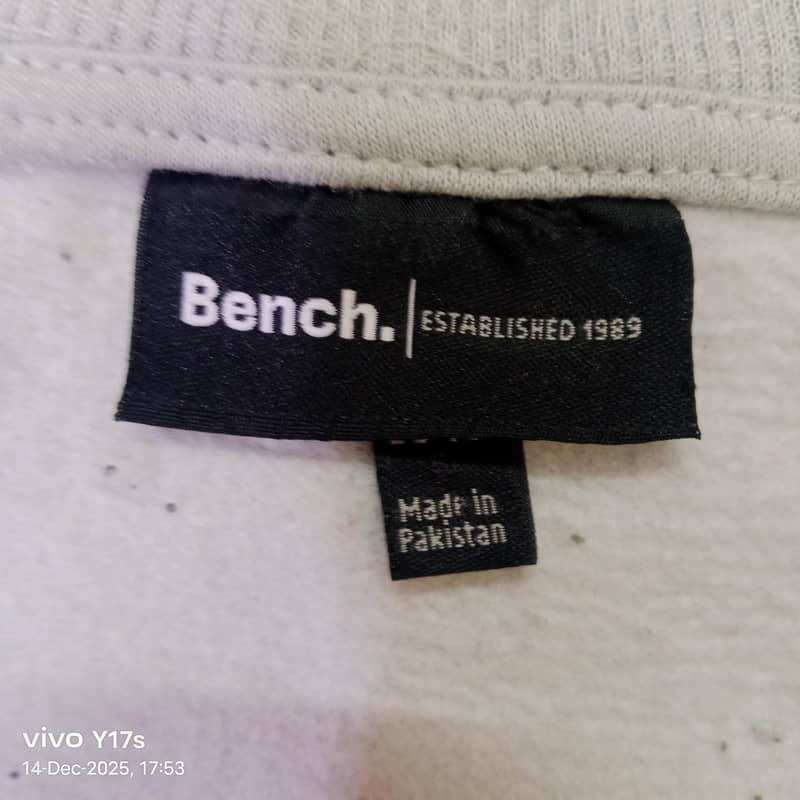 Bench. | ESTABLISHED 1989
Made in
Pakistan
vivo Y17s
14-Dec-2025, 17:53